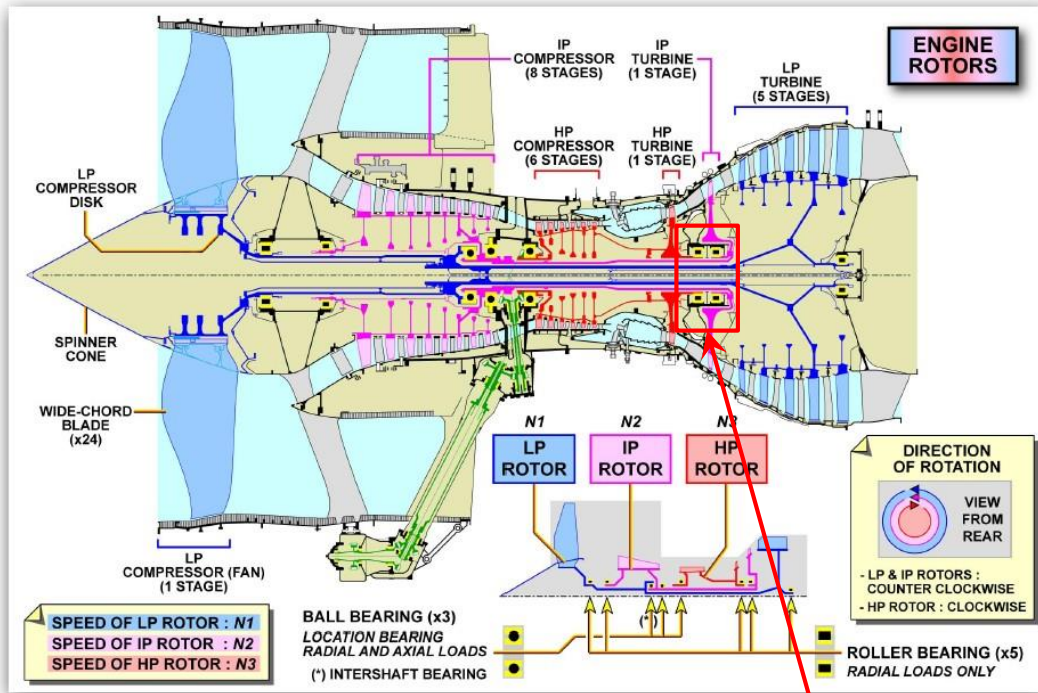 ENGINE
ROTORS
IP
COMPRESSOR
(8 STAGES)
IP
TURBINE
(1 STAGE)
LP
TURBINE
(5 STAGES)
HP
COMPRESSOR
(6 STAGES)
HP
TURBINE
(1 STAGE)
LP
COMPRESSOR
DISK
SPINNER
CONE
WIDE-CHORD
BLADE
(x24)
LP
COMPRESSOR (FAN)
(1 STAGE)
N1
N2
N3
LP
ROTOR
IP
ROTOR
HP
ROTOR
DIRECTION
OF ROTATION
VIEW
FROM
REAR
- LP & IP ROTORS :
COUNTER CLOCKWISE
- HP ROTOR : CLOCKWISE
SPEED OF LP ROTOR : N1
SPEED OF IP ROTOR : N2
SPEED OF HP ROTOR : N3
BALL BEARING (x3)
LOCATION BEARING
RADIAL AND AXIAL LOADS
(*) INTERSHAFT BEARING
(*)
ROLLER BEARING (x5)
RADIAL LOADS ONLY